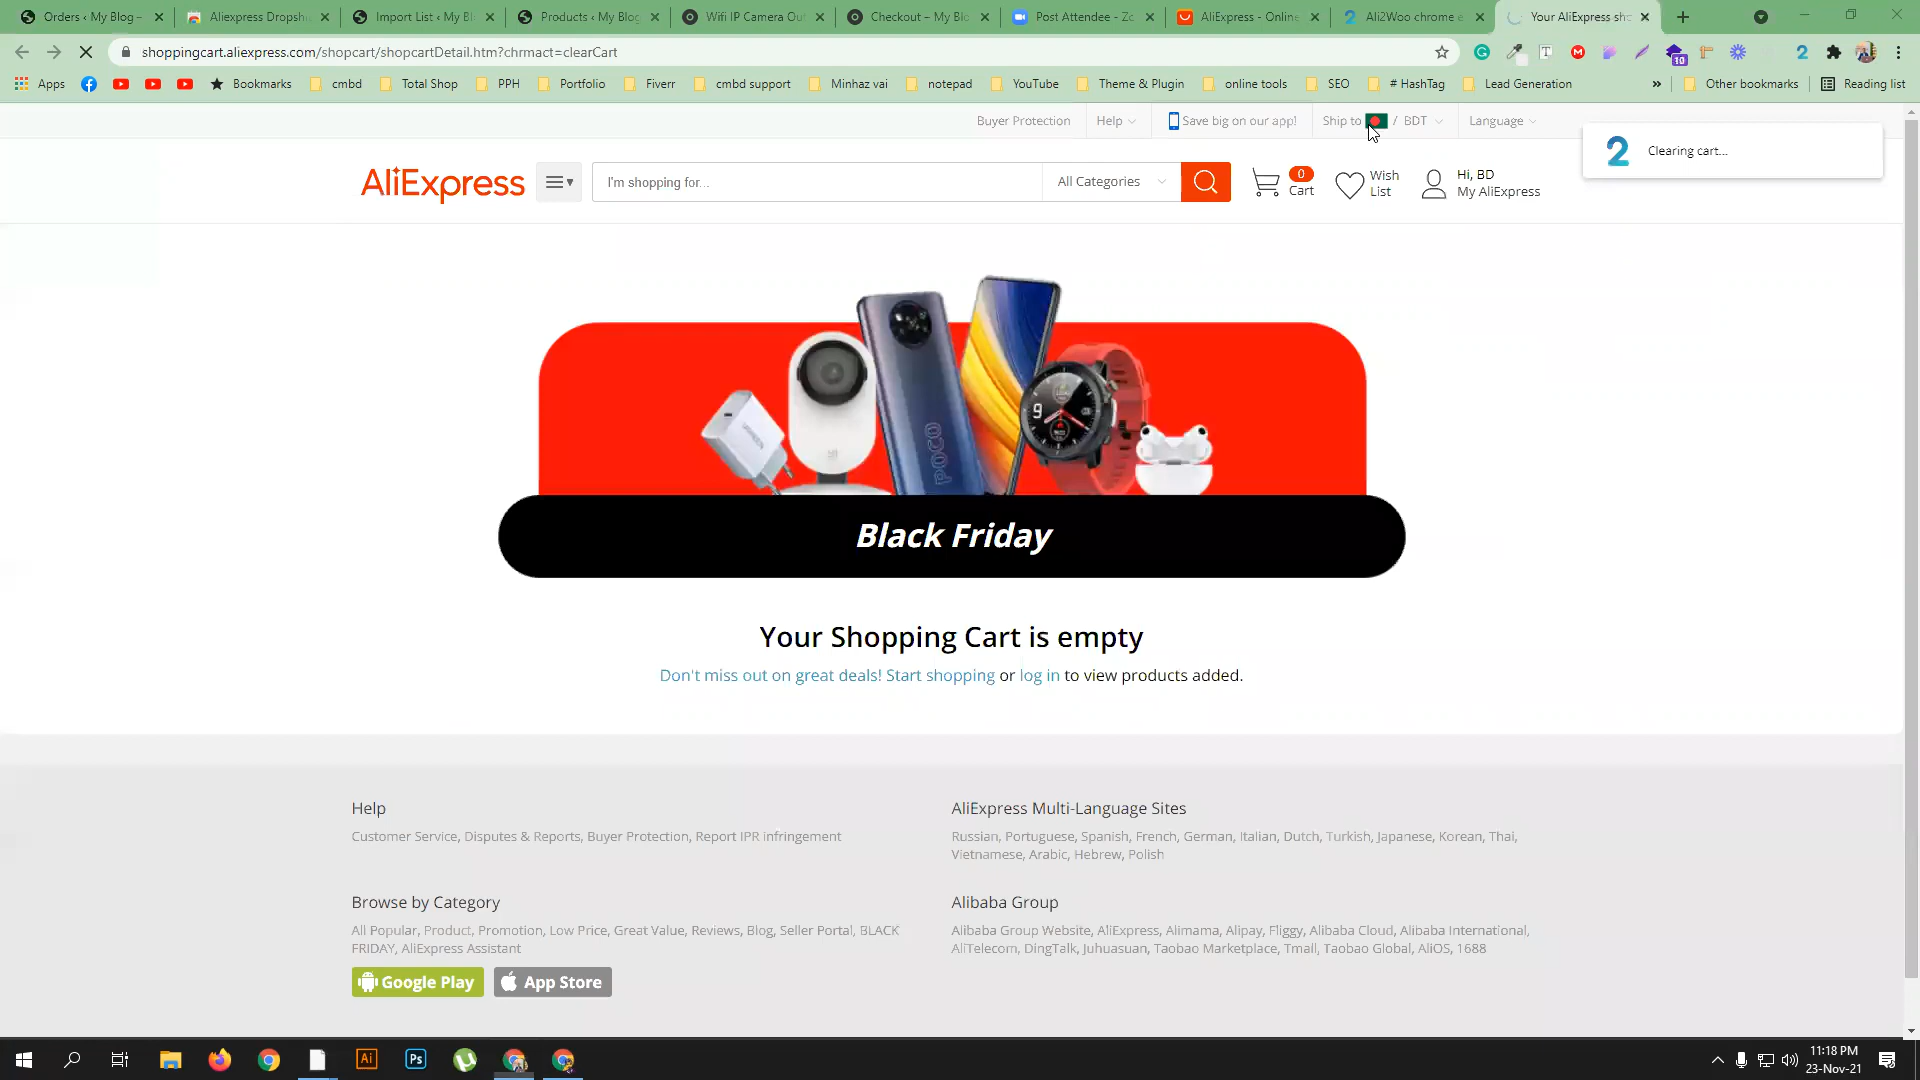 Orders ‹ My Blog –
Aliexpress Dropsh
Import List ‹ My Bl
Products ‹ My Blog
Wifi IP Camera Out
Checkout – My Blo
Post Attendee - Zo
AliExpress - Online
Ali2Woo chrome e
Your AliExpress sh
shoppingcart.aliexpress.com/shopcart/shopcartDetail.htm?chrmact=clearCart
10
2
Apps
Bookmarks
cmbd
Total Shop
PPH
Portfolio
Fiverr
cmbd support
Minhaz vai
notepad
YouTube
Theme & Plugin
online tools
SEO
# HashTag
Lead Generation
»
Other bookmarks
Reading list
Buyer Protection
Help
Save big on our app!
Ship to / BDT
Language
2 Clearing cart...
AliExpress
I'm shopping for...
All Categories
0
Cart
Wish
List
Hi, BD
My AliExpress
POCO
9
Black Friday
Your Shopping Cart is empty
Don't miss out on great deals! Start shopping or log in to view products added.
Help
Customer Service, Disputes & Reports, Buyer Protection, Report IPR infringement
AliExpress Multi-Language Sites
Russian, Portuguese, Spanish, French, German, Italian, Dutch, Turkish, Japanese, Korean, Thai,
Vietnamese, Arabic, Hebrew, Polish
Browse by Category
All Popular, Product, Promotion, Low Price, Great Value, Reviews, Blog, Seller Portal, BLACK
FRIDAY, AliExpress Assistant
Alibaba Group
Alibaba Group Website, AliExpress, Alimama, Alipay, Fliggy, Alibaba Cloud, Alibaba International,
AliTelecom, DingTalk, Juhuasuan, Taobao Marketplace, Tmall, Taobao Global, AliOS, 1688
Google Play
App Store
Ai
Ps
11:18 PM
23-Nov-21